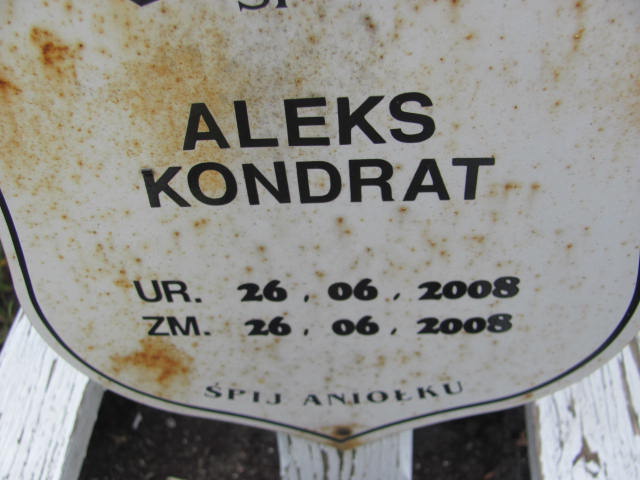 ALEKS
KONDRAT
UR. 26. 06. 2008
ZM. 26. 06. 2008
ŚPIJ ANIOŁKU